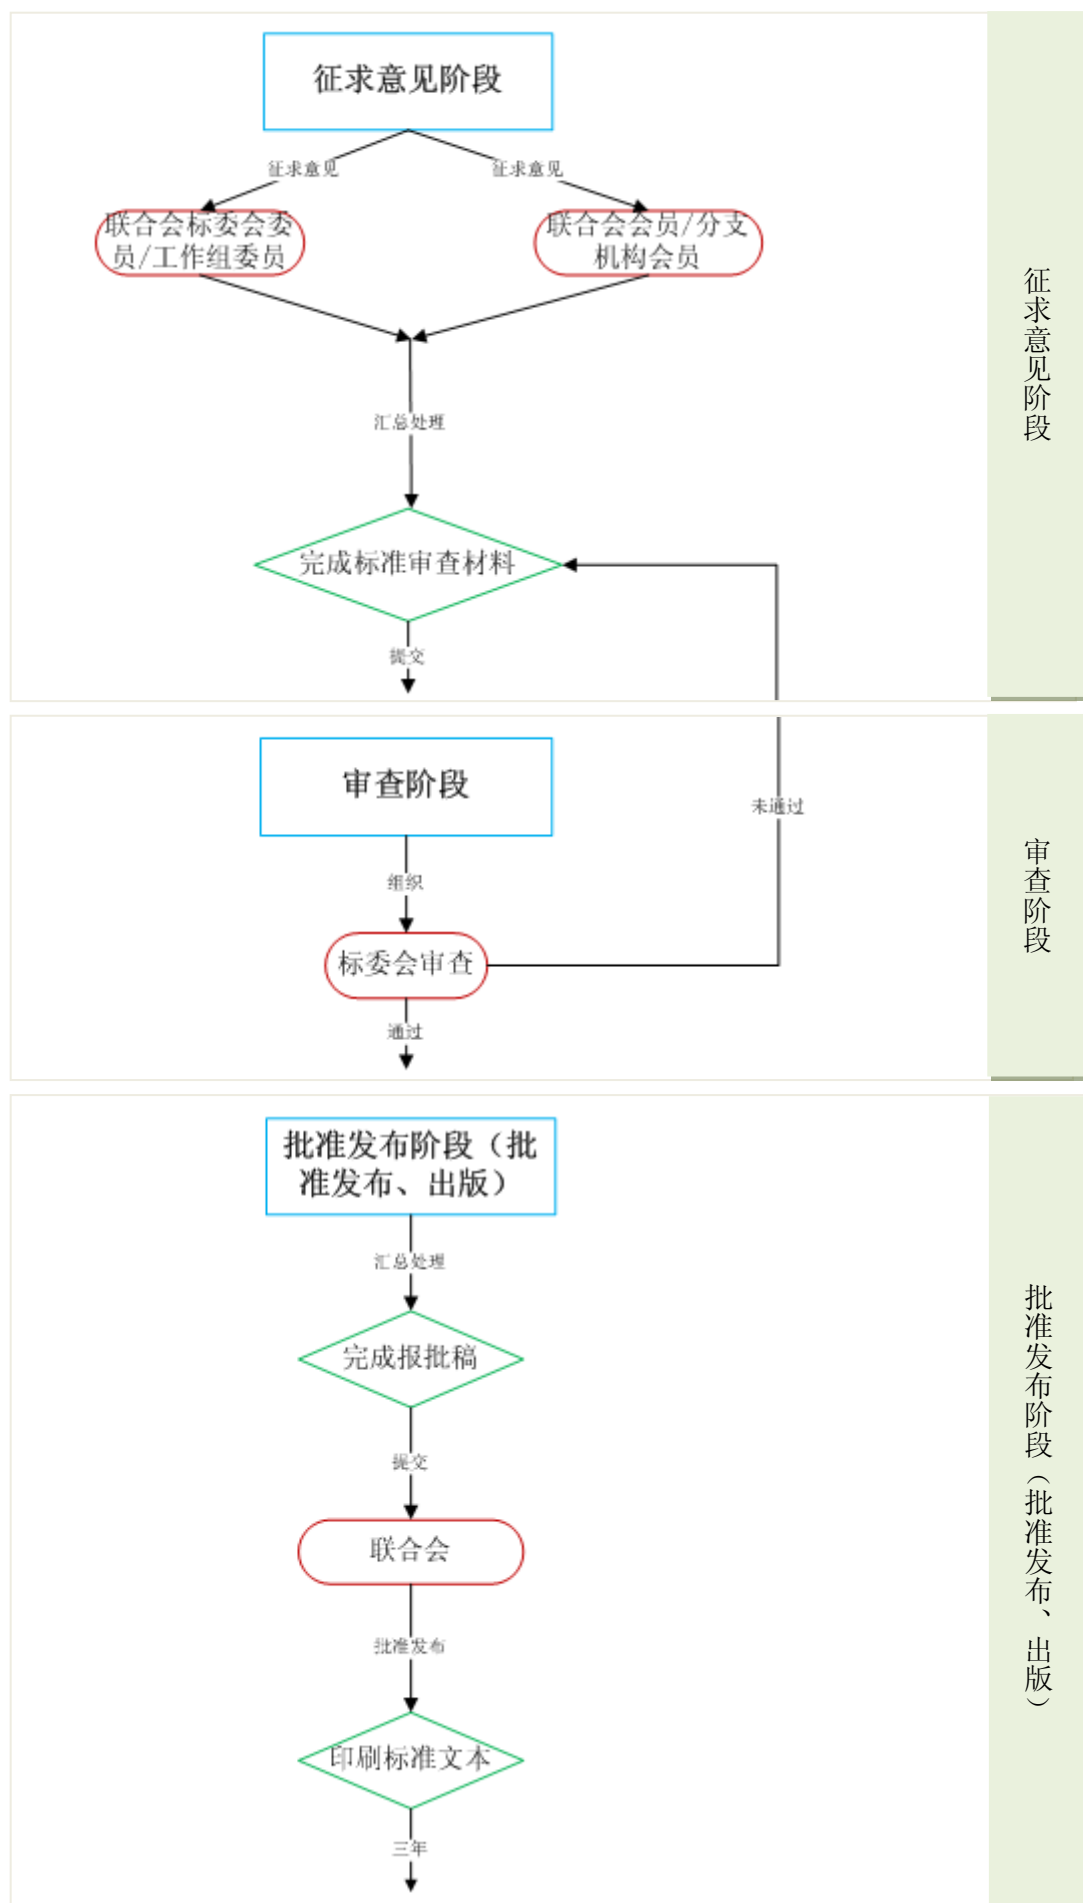 征求意见阶段
征求意见
征求意见
联合会标委会委
员/工作组委员
联合会会员/分支
机构会员
汇总处理
完成标准审查材料
提交
征求意见阶段
审查阶段
未通过
组织
标委会审查
通过
审查阶段
批准发布阶段（批
准发布、出版）
汇总处理
完成报批稿
提交
联合会
批准发布
印刷标准文本
三年
批准发布阶段（批准发布、出版）